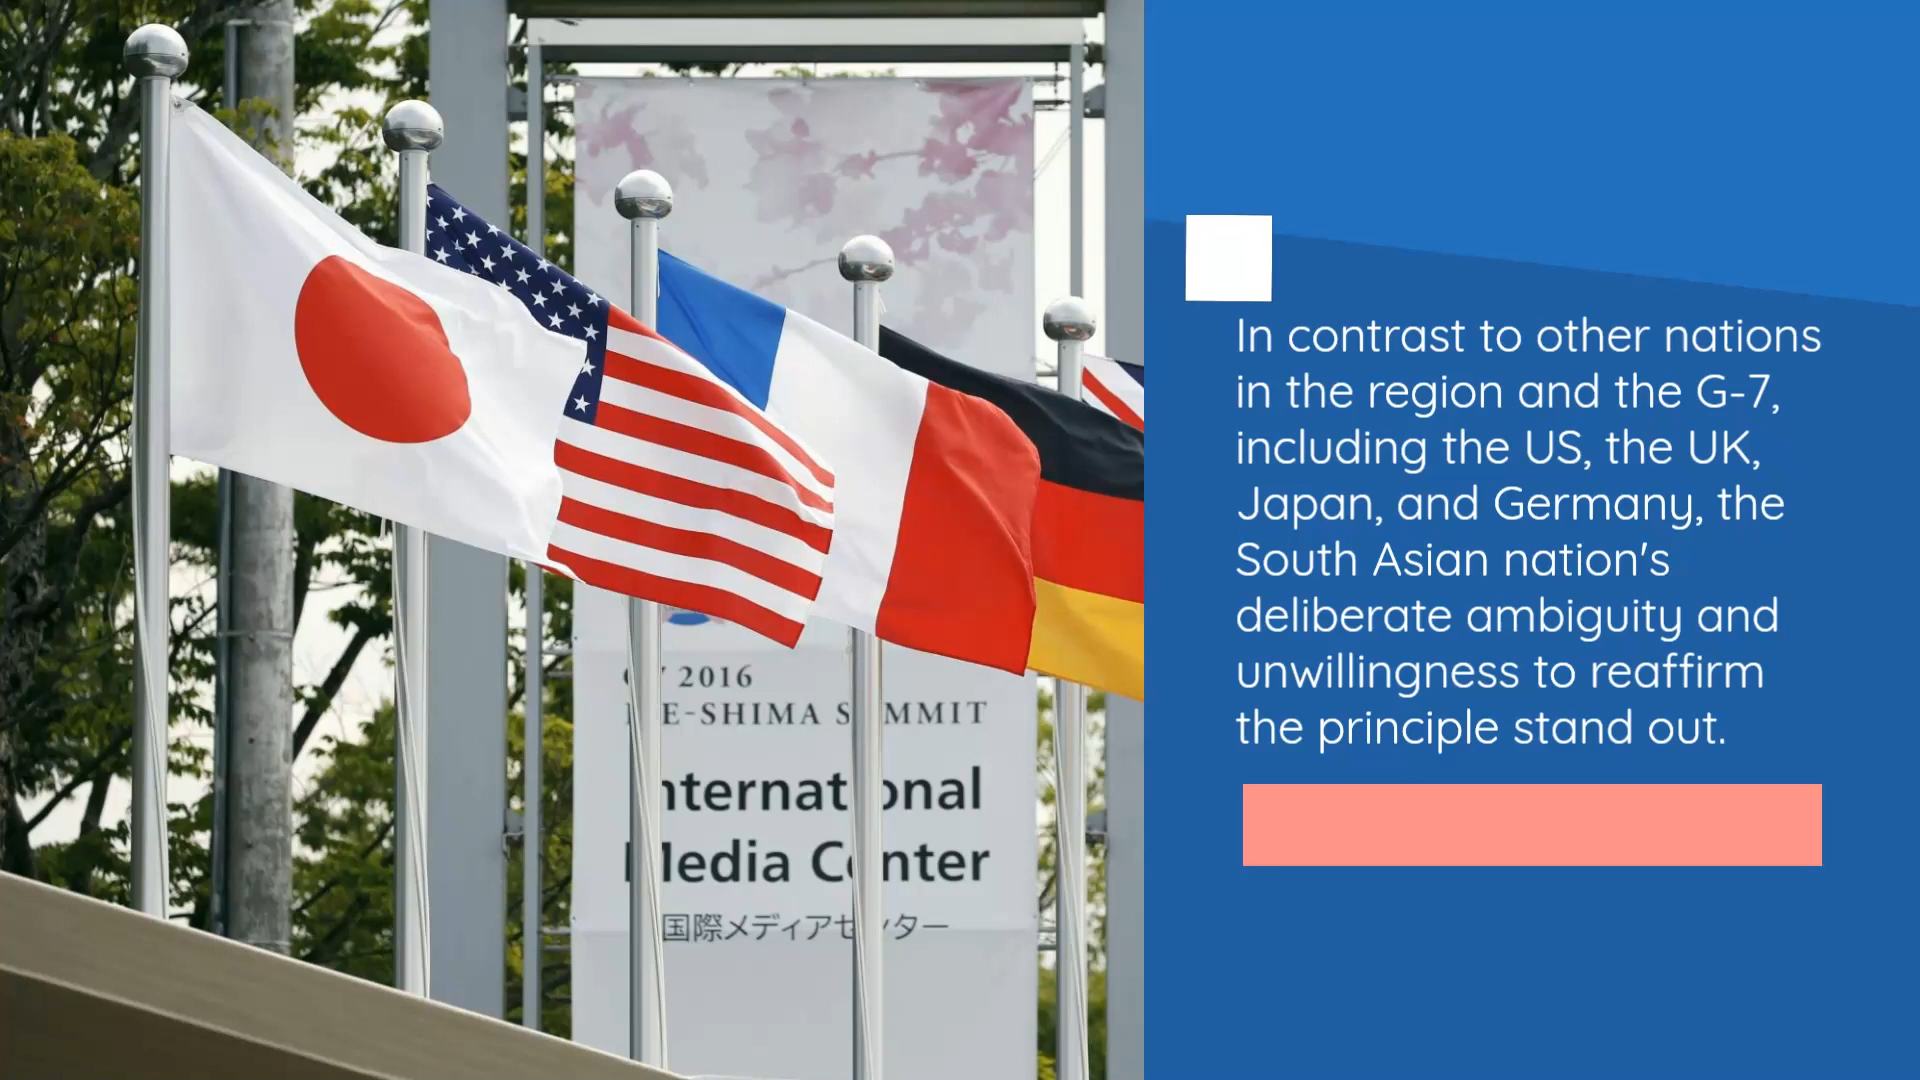 2016
E-SHIMA S MMIT
nternat onal
Media Center
国際メディアセ ター
In contrast to other nations
in the region and the G-7,
including the US, the UK,
Japan, and Germany, the
South Asian nation's
deliberate ambiguity and
unwillingness to reaffirm
the principle stand out.